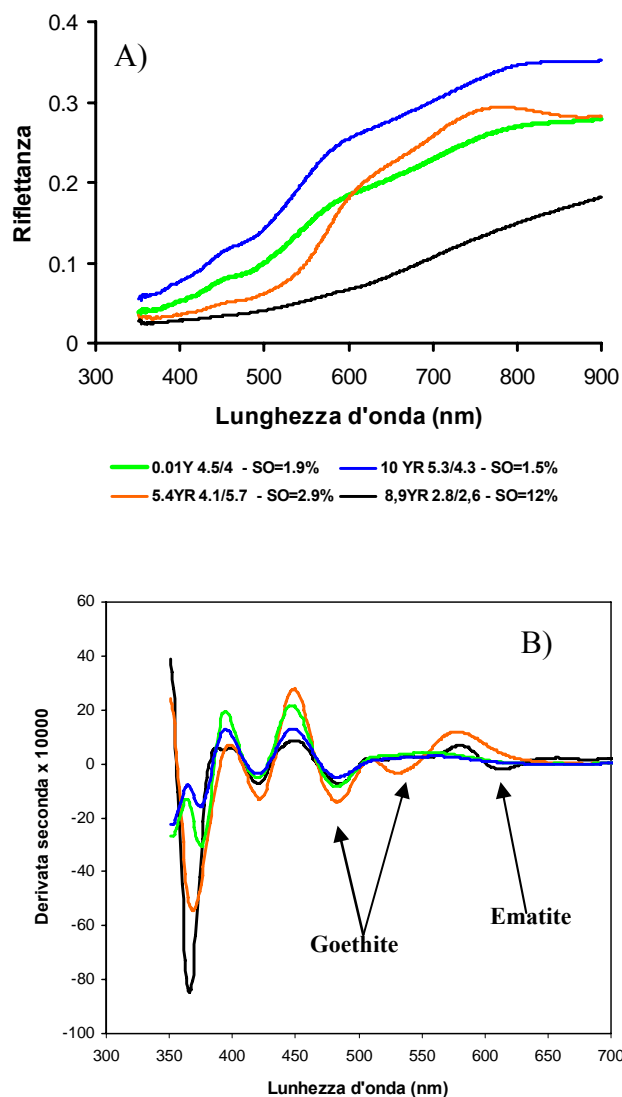 A)
Riflettanza
0.4
0.3
0.2
0.1
0
300 400 500 600 700 800 900
Lunghezza d'onda (nm)
0.01Y 4.5/4 - SO=1.9% 10 YR 5.3/4.3 - SO=1.5%
5.4YR 4.1/5.7 - SO=2.9% 8,9YR 2.8/2,6 - SO=12%
B)
Derivata seconda x 10000
60
40
20
0
-20
-40
-60
-80
-100
Goethite
Ematite
300 350 400 450 500 550 600 650 700
Lunhezza d'onda (nm)